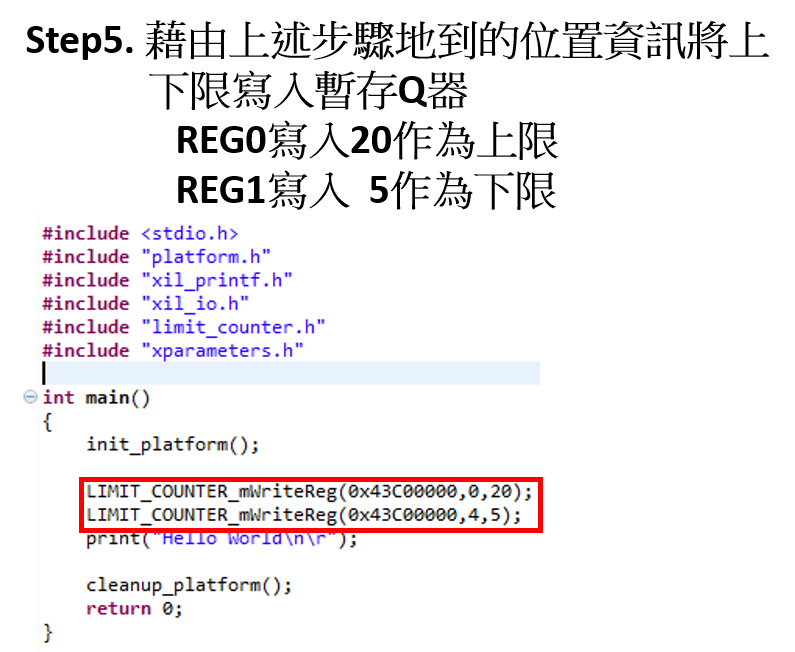 Step5. 藉由上述步驟地到的位置資訊將上
下限寫入暫存Q器
REG0寫入20作為上限
REG1寫入 5作為下限
#include <stdio.h>
#include "platform.h"
#include "xil_printf.h"
#include "xil_io.h"
#include "limit_counter.h"
#include "xparameters.h"
int main()
{
init_platform();
LIMIT_COUNTER_mWriteReg(0x43C00000,0,20);
LIMIT_COUNTER_mWriteReg(0x43C00000,4,5);
print("Hello World\n\r");
cleanup_platform();
return 0;
}